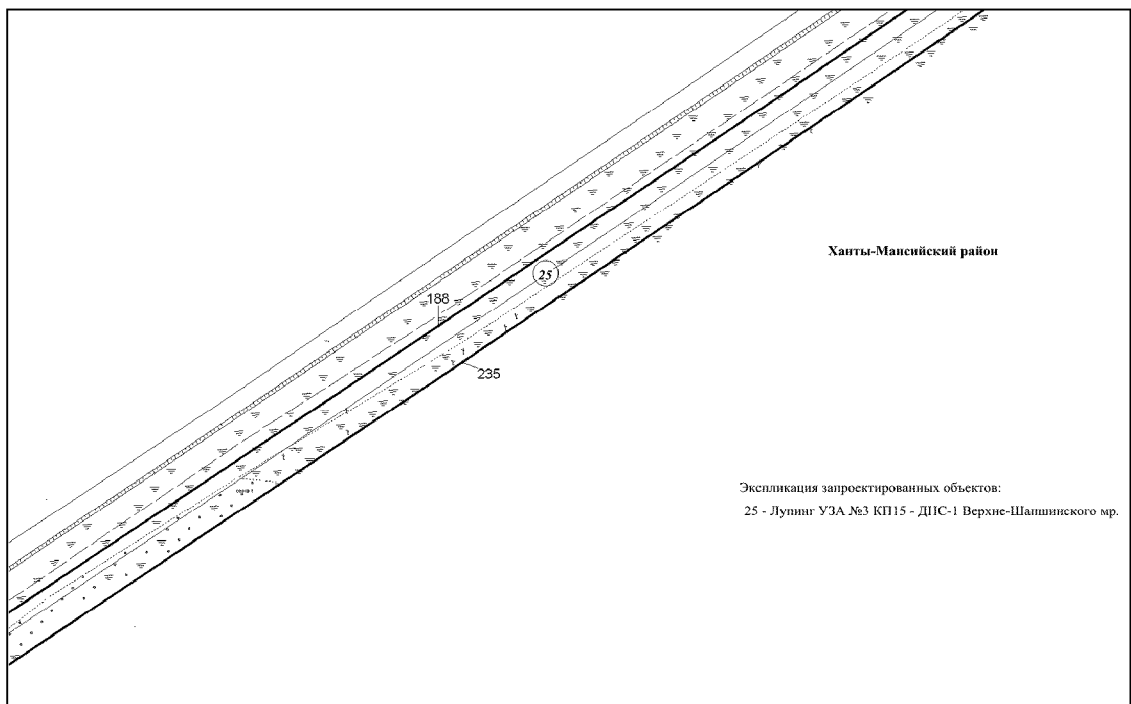 Ханты-Мансийский район
25
188
235
Экспликация запроектированных объектов:
25 - Лупинг УЗА №3 КП15 - ДНС-1 Верхне-Шапшинского мр.